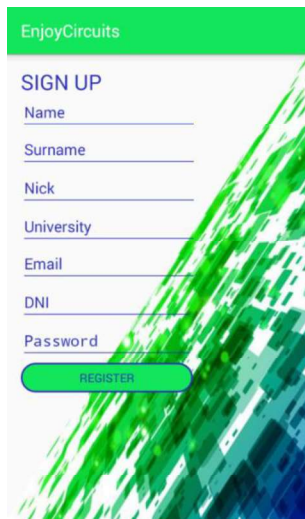 EnjoyCircuits
SIGN UP
Name
Surname
Nick
University
Email
DNI
Password
REGISTER